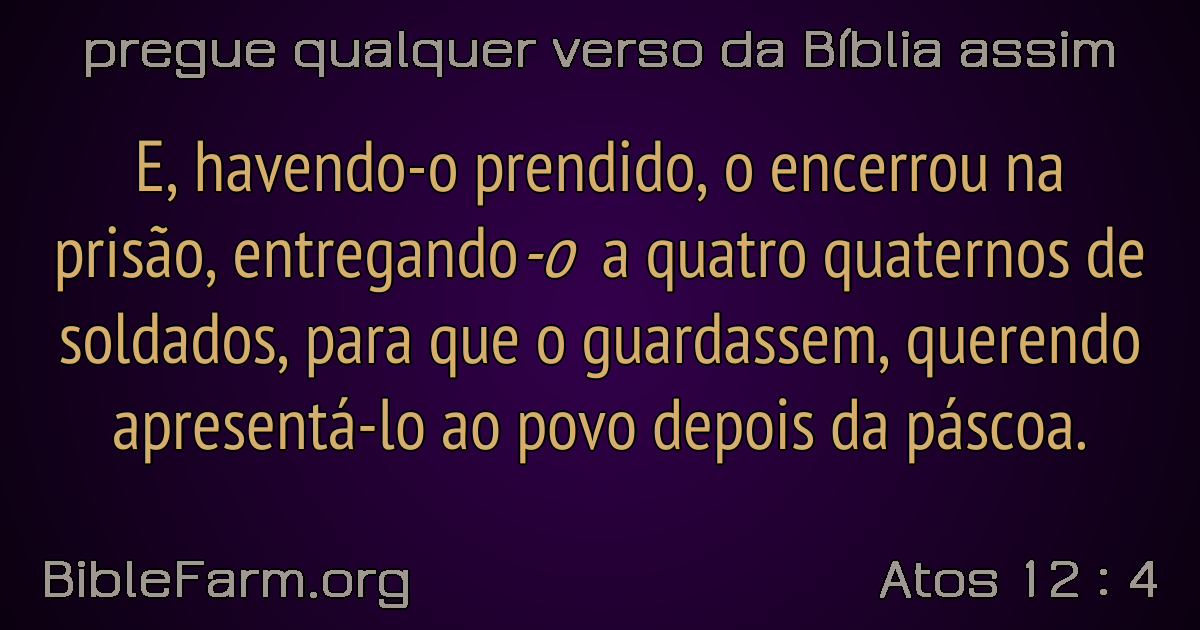 pregue qualquer verso da Bíblia assim
E, havendo-o prendido, o encerrou na
prisão, entregando-o a quatro quaternos de
soldados, para que o guardassem, querendo
apresentá-lo ao povo depois da páscoa.
BibleFarm.org
Atos 12 : 4